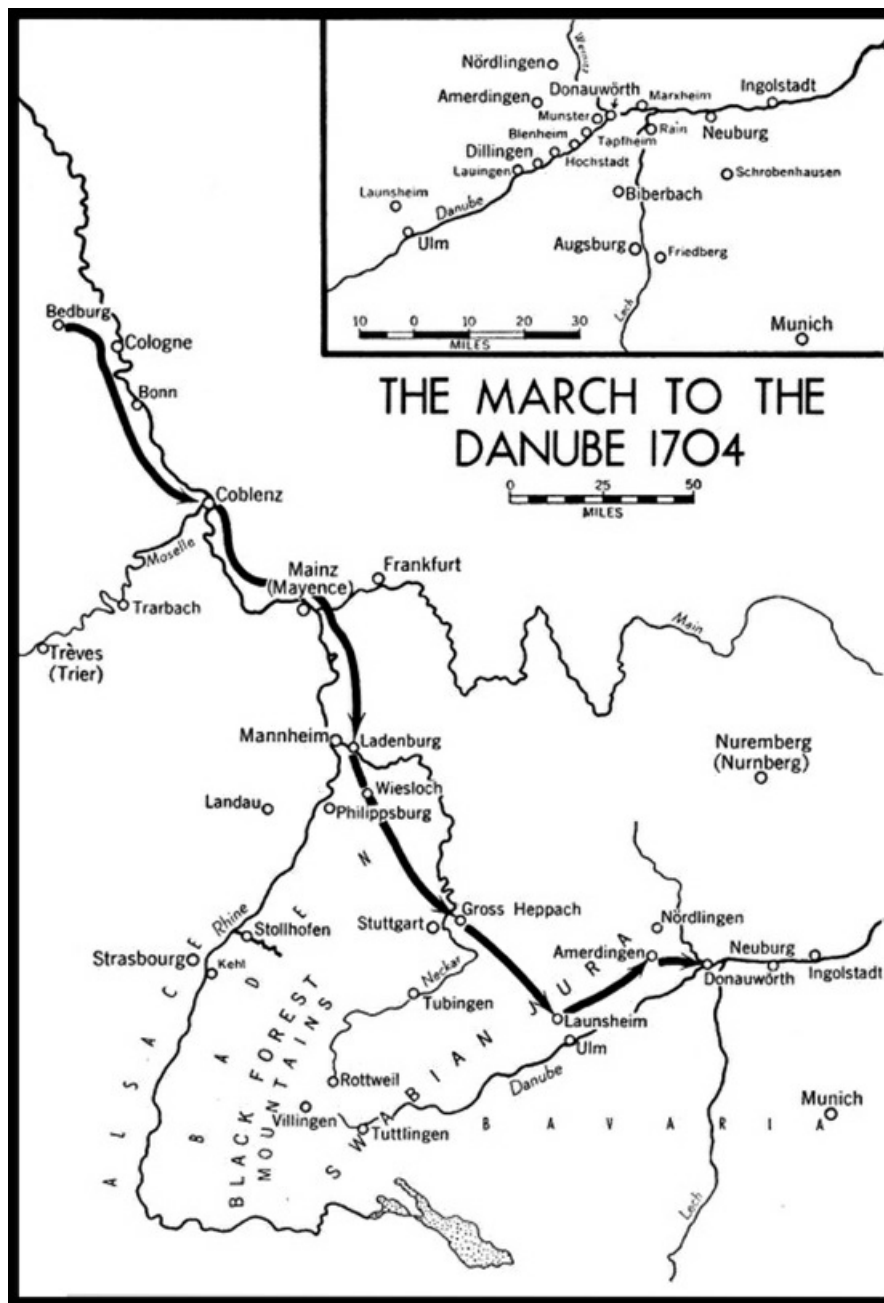 Wernitz
Nördlingen
Donauwörth
Marxheim
Ingolstadt
Amerdingen
Munster
Blenheim
Tapfheim
Rain
Neuburg
Dillingen
Hochstadt
Lauingen
Schrobenhausen
Launsheim
Biberbach
Danube
Ulm
Augsburg
Friedberg
Lech
10 0 10 20 30
MILES
Munich
Bedburg
Cologne
Bonn
THE MARCH TO THE
DANUBE 1704
0 25 50
MILES
Coblenz
Moselle
Mainz
(Mayence)
Frankfurt
Trarbach
Main
Trèves
(Trier)
Mannheim
Ladenburg
Nuremberg
(Nurnberg)
Wiesloch
Landau
Philippsburg
Gross Heppach
Nördlingen
Stuttgart
Rhine
Stollhofen
Amerdingen
Neuburg
Strasbourg
Kehl
Donauwörth
Ingolstadt
Neckar
Tubingen
Launsheim
Ulm
ALSACE
BADEN
BLACK FOREST
MOUNTAINS
SWABIAN JURA
Rottweil
Danube
Villingen
Tuttlingen
BAVARIA
Munich
Lech